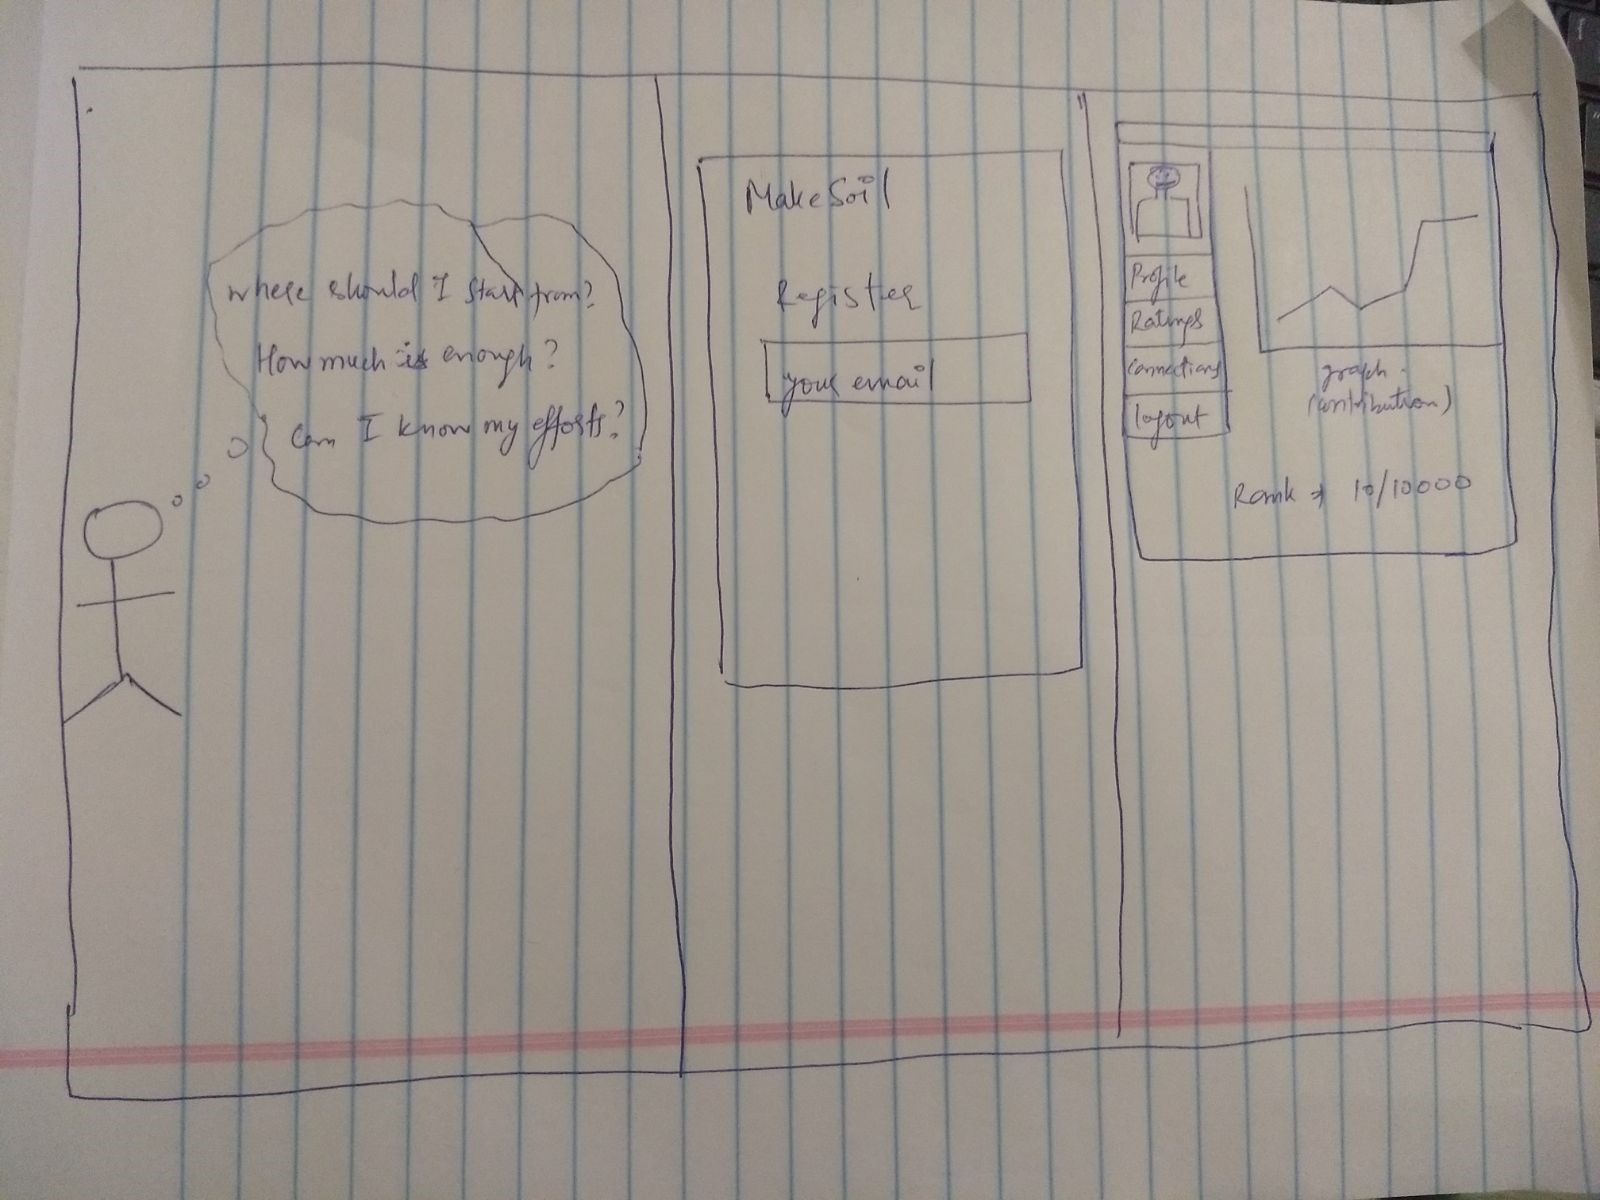 where should I start from?
How much is enough?
Can I know my efforts?
MakeSoil
Register
your email
Profile
Ratings
Connections
logout
graph.
(contribution)
Rank → 10/10000